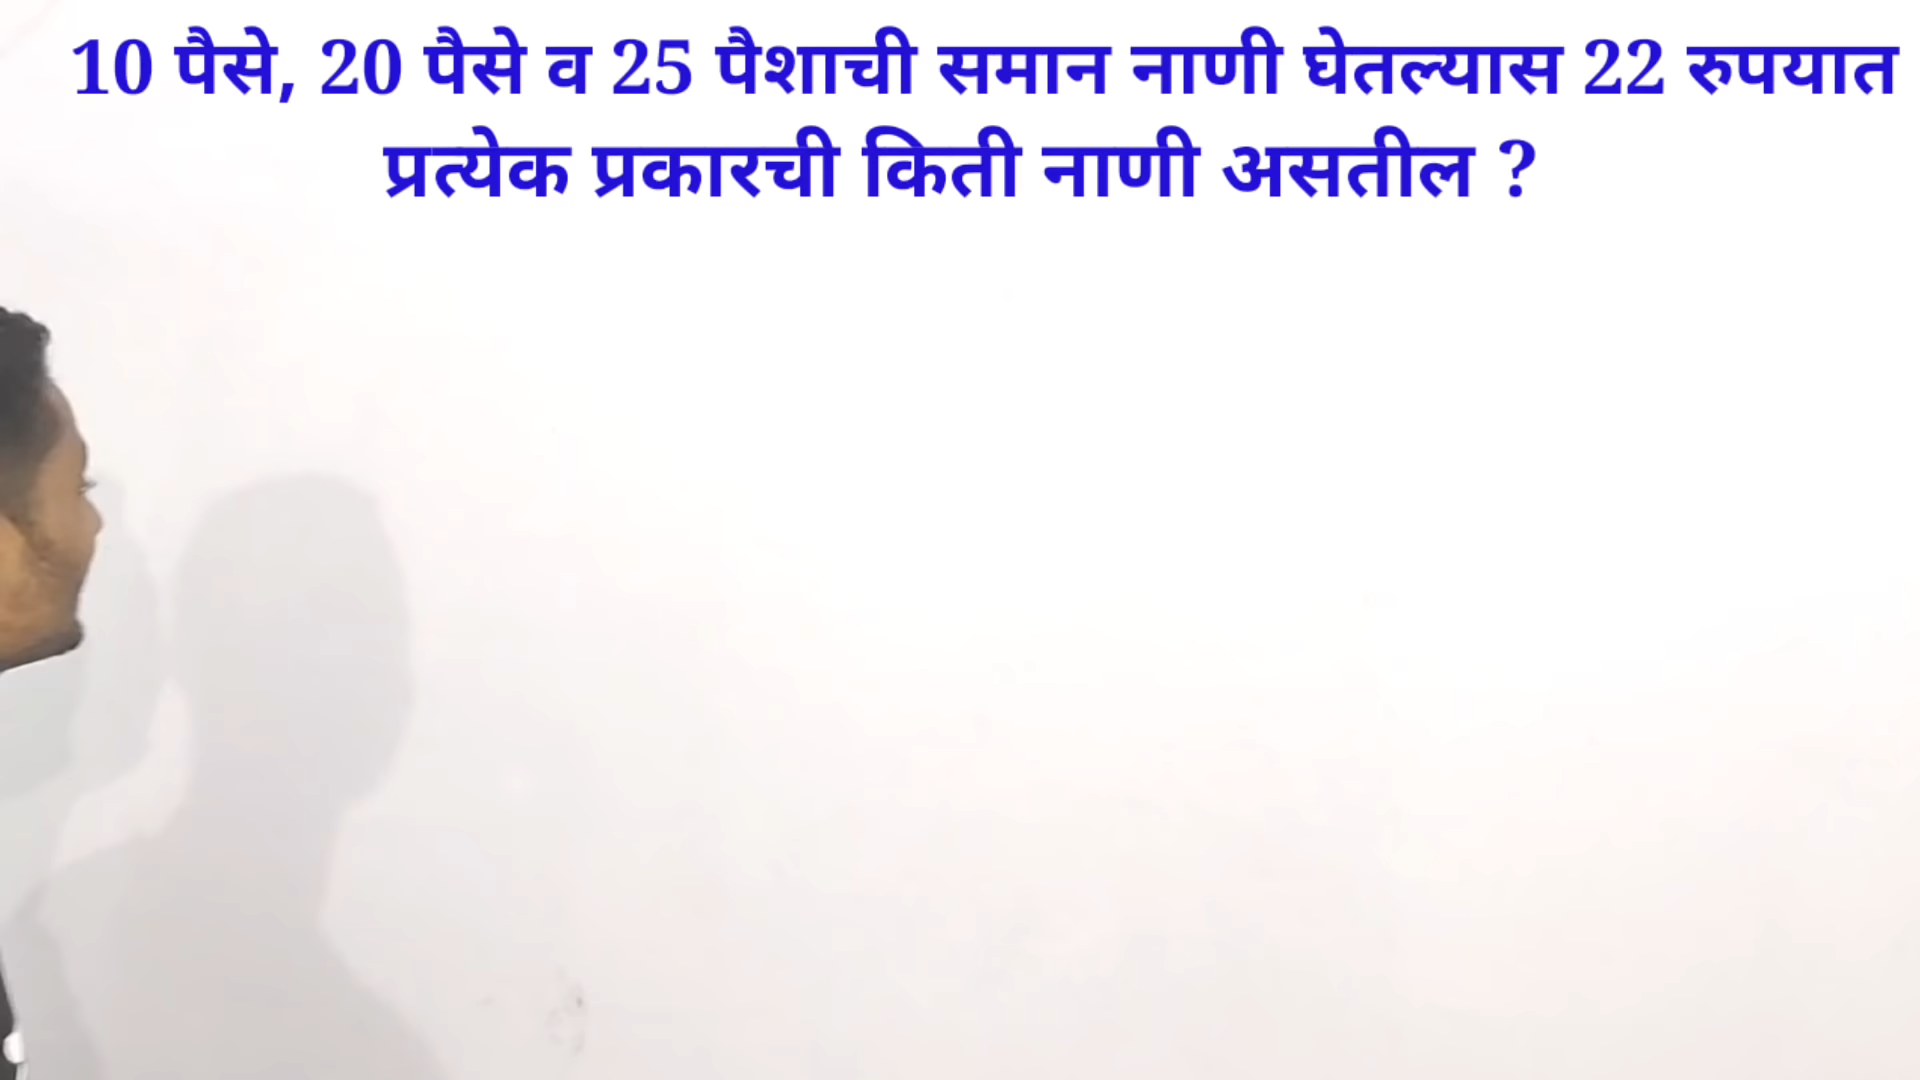 10 पैसे, 20 पैसे व 25 पैशाची समान नाणी घेतल्यास 22 रुपयात
प्रत्येक प्रकारची किती नाणी असतील ?